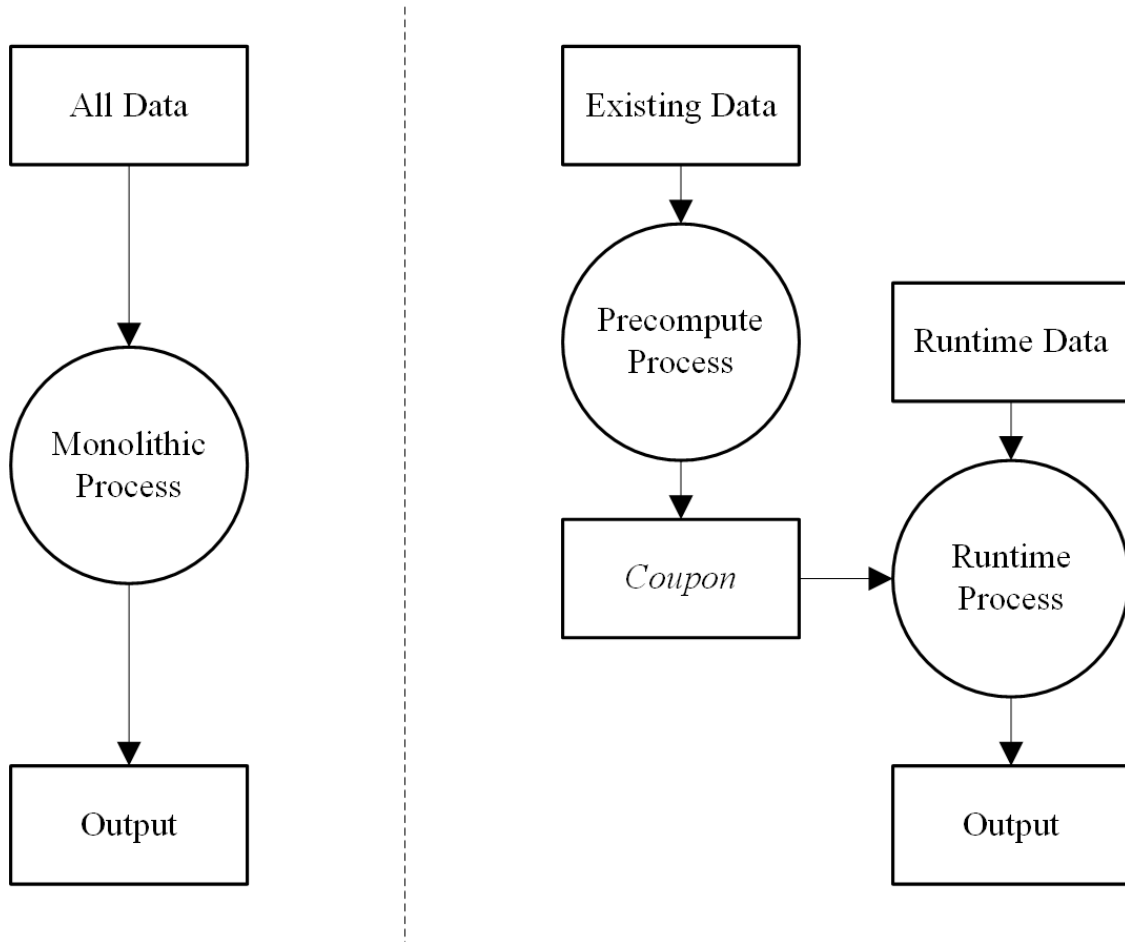 All Data
Monolithic
Process
Output
Existing Data
Precompute
Process
Coupon
Runtime Data
Runtime
Process
Output